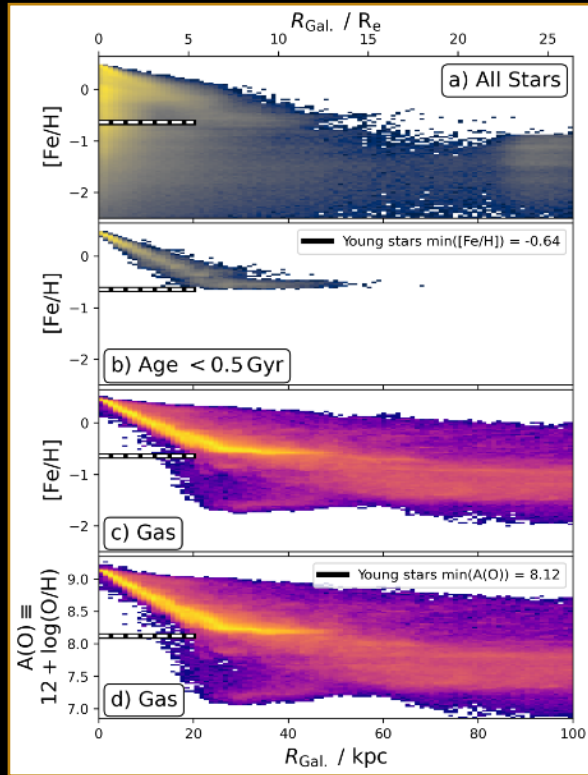 R_Gal. / R_e
0 5 10 15 20 25
a) All Stars
[Fe/H]
0
−1
−2
Young stars min([Fe/H]) = -0.64
[Fe/H]
0
−1
−2
b) Age < 0.5 Gyr
[Fe/H]
0
−1
−2
c) Gas
Young stars min(A(O)) = 8.12
A(O) ≡
12 + log(O/H)
9.0
8.5
8.0
7.5
7.0
d) Gas
0 20 40 60 80 100
R_Gal. / kpc